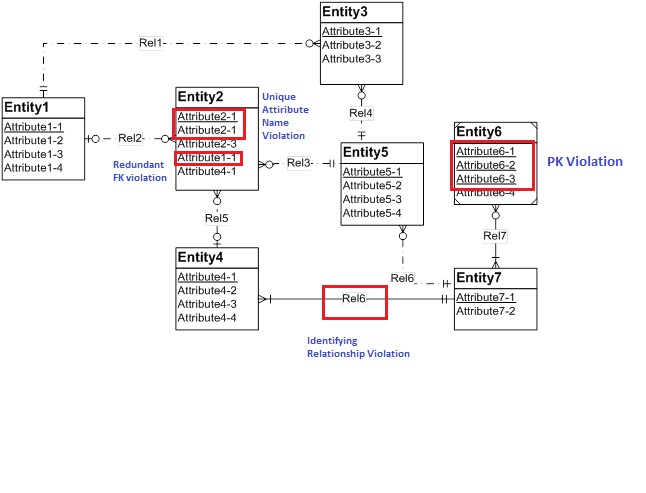 Entity3
Attribute3-1
Attribute3-2
Attribute3-3
Rel1
Entity1
Attribute1-1
Attribute1-2
Attribute1-3
Attribute1-4
Rel2
Entity2
Attribute2-1
Attribute2-1
Attribute2-3
Attribute1-1
Attribute4-1
Unique
Attiribute
Name
Violation
Redundant
FK violation
Rel4
Rel3
Entity5
Attribute5-1
Attribute5-2
Attribute5-3
Attribute5-4
Entity6
Attribute6-1
Attribute6-2
Attribute6-3
Attribute6-4
PK Violation
Rel5
Rel7
Entity4
Attribute4-1
Attribute4-2
Attribute4-3
Attribute4-4
Rel6
Rel6
Entity7
Attribute7-1
Attribute7-2
Identifying
Relationship Violation